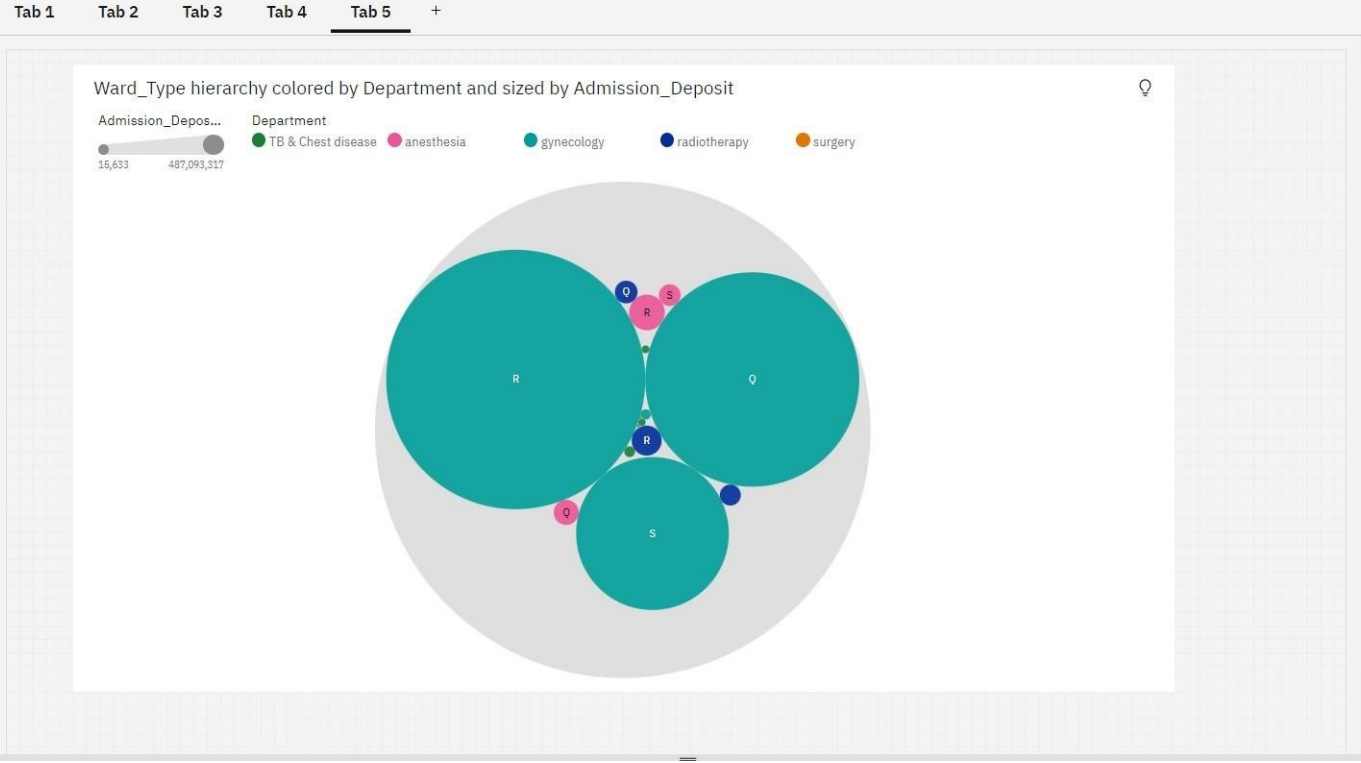 Tab 1 Tab 2 Tab 3 Tab 4 Tab 5 +
Ward_Type hierarchy colored by Department and sized by Admission_Deposit
Admission_Depos... Department
TB & Chest disease anesthesia gynecology radiotherapy surgery
15,633 487,093,317
Q S
R
R Q
R
Q
S